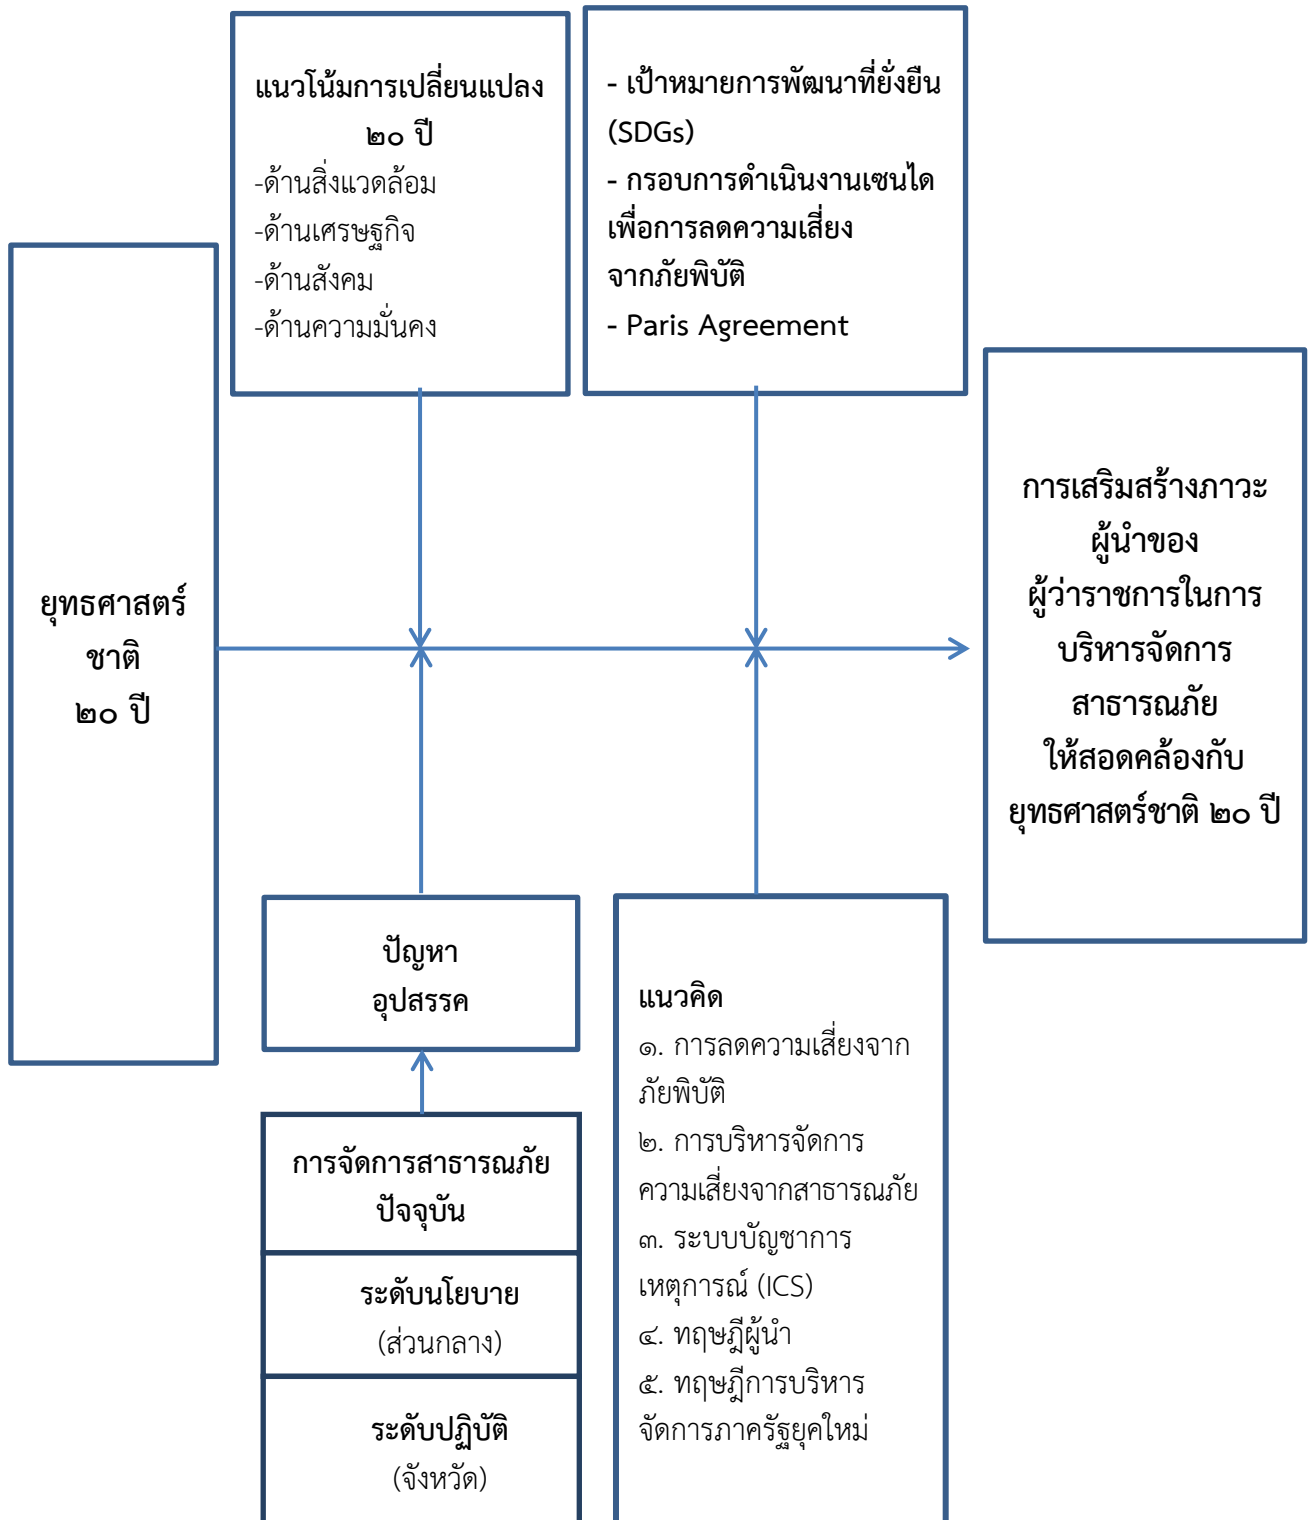 แนวโน้มการเปลี่ยนแปลง
๒๐ ปี
-ด้านสิ่งแวดล้อม
-ด้านเศรษฐกิจ
-ด้านสังคม
-ด้านความมั่นคง
- เป้าหมายการพัฒนาที่ยั่งยืน
(SDGs)
- กรอบการดำเนินงานเซนได
เพื่อการลดความเสี่ยง
จากภัยพิบัติ
- Paris Agreement
ยุทธศาสตร์
ชาติ
๒๐ ปี
การเสริมสร้างภาวะ
ผู้นำของ
ผู้ว่าราชการในการ
บริหารจัดการ
สาธารณภัย
ให้สอดคล้องกับ
ยุทธศาสตร์ชาติ ๒๐ ปี
ปัญหา
อุปสรรค
การจัดการสาธารณภัย
ปัจจุบัน
ระดับนโยบาย
(ส่วนกลาง)
ระดับปฏิบัติ
(จังหวัด)
แนวคิด
๑. การลดความเสี่ยงจาก
ภัยพิบัติ
๒. การบริหารจัดการ
ความเสี่ยงจากสาธารณภัย
๓. ระบบบัญชาการ
เหตุการณ์ (ICS)
๔. ทฤษฎีผู้นำ
๕. ทฤษฎีการบริหาร
จัดการภาครัฐยุคใหม่